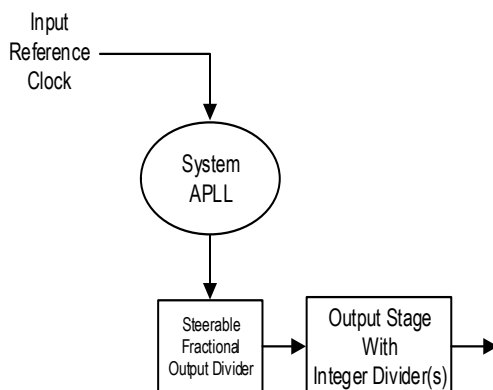 Input
Reference
Clock
System
APLL
Steerable
Fractional
Output Divider
Output Stage
With
Integer Divider(s)